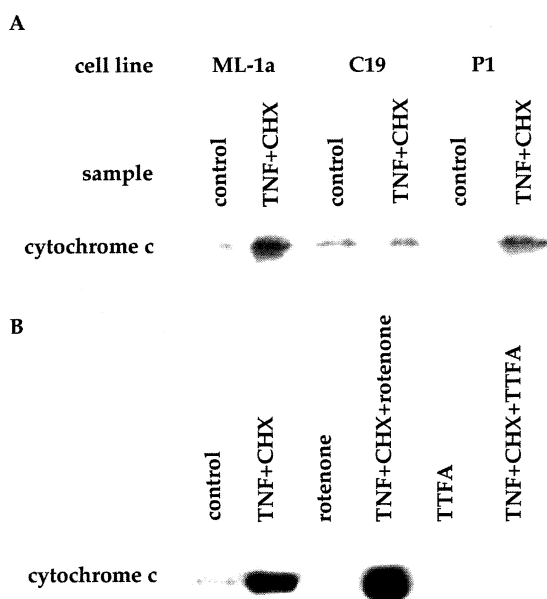 A
cell line ML-1a C19 P1
sample control TNF+CHX control TNF+CHX control TNF+CHX
cytochrome c
B
control TNF+CHX rotenone TNF+CHX+rotenone TTFA TNF+CHX+TTFA
cytochrome c